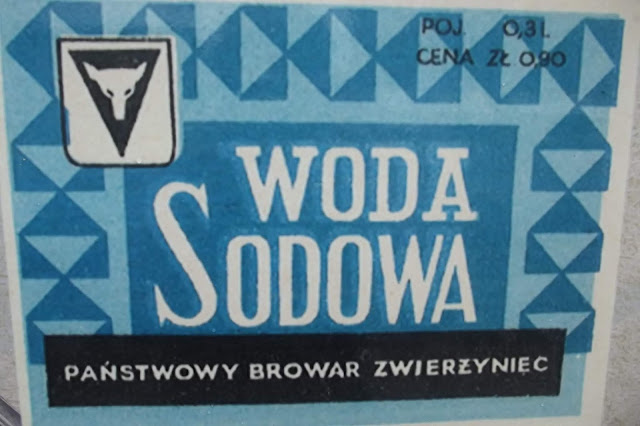 POJ. 0,3 l.
CENA ZŁ 0,90
WODA
SODOWA
PAŃSTWOWY BROWAR ZWIERZYNIEC